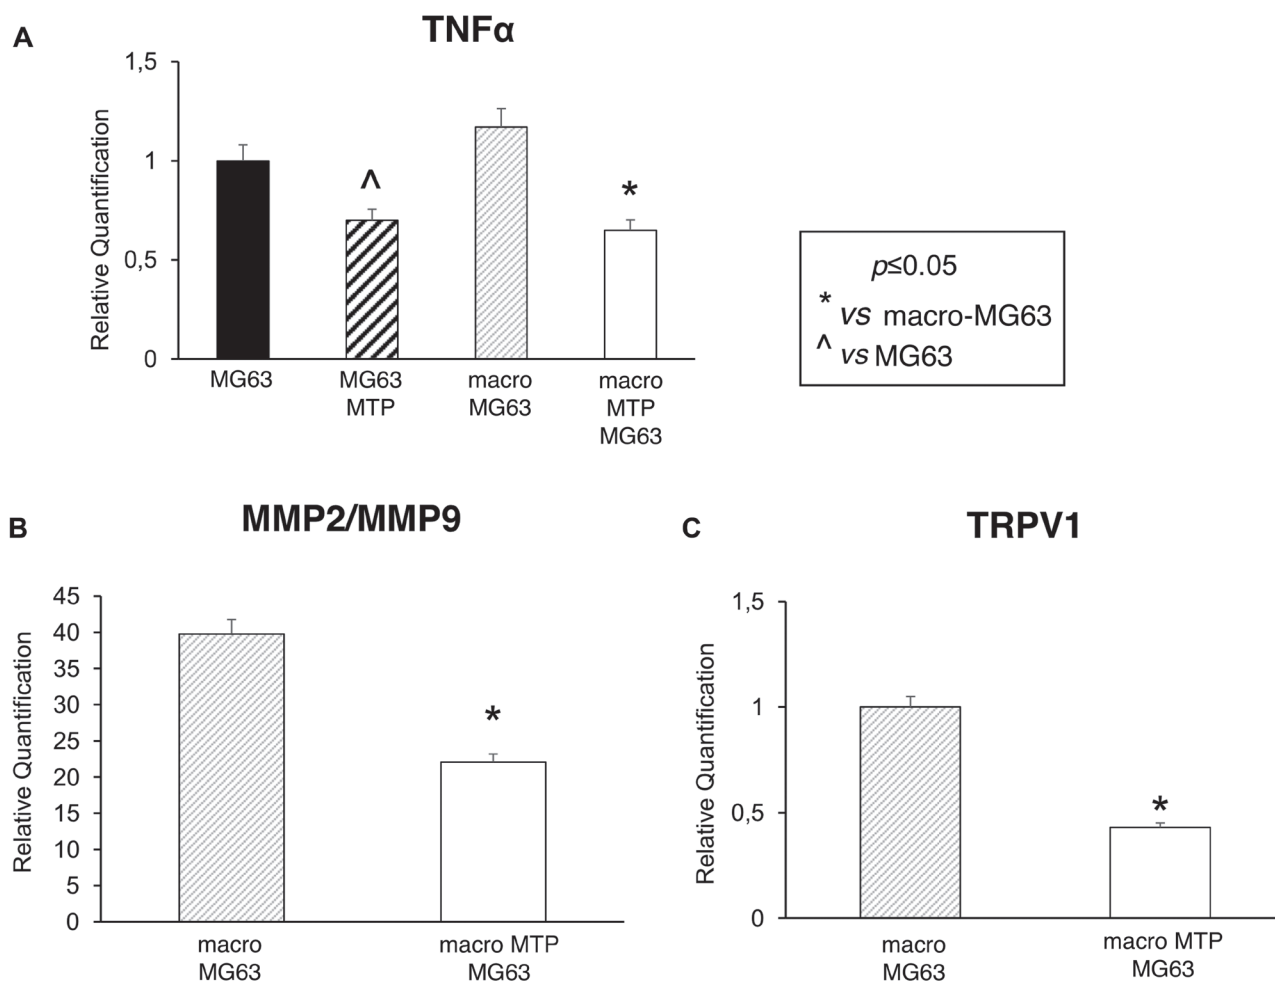 A
TNFα
Relative Quantification
1,5
1
0,5
0
^
*
MG63
MG63
MTP
macro
MG63
macro
MTP
MG63
p≤0.05
* vs macro-MG63
^ vs MG63
B
MMP2/MMP9
Relative Quantification
45
40
35
30
25
20
15
10
5
0
*
macro
MG63
macro MTP
MG63
C
TRPV1
Relative Quantification
1,5
1
0,5
0
*
macro
MG63
macro MTP
MG63